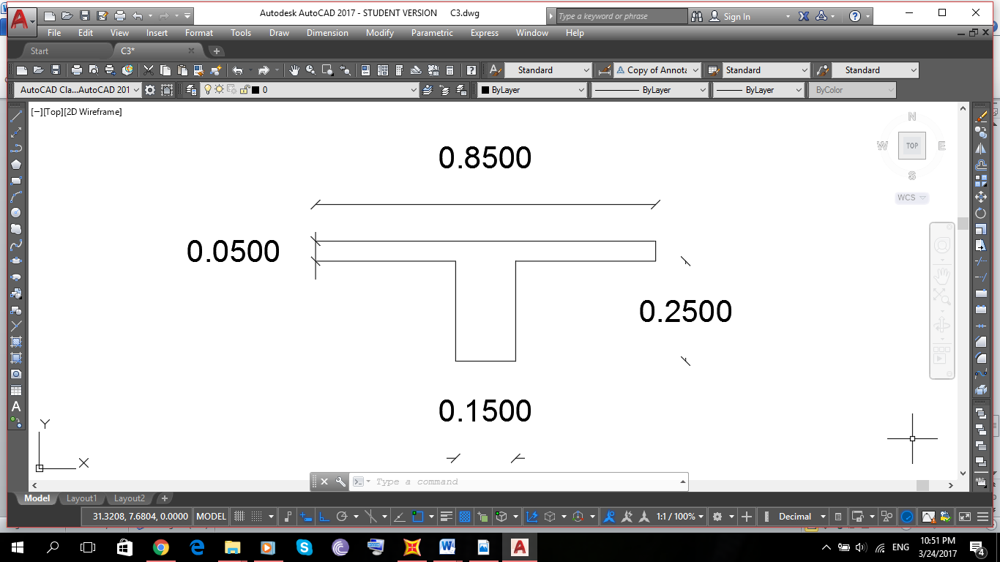 Autodesk AutoCAD 2017 - STUDENT VERSION C3.dwg
Type a keyword or phrase
Sign In
File Edit View Insert Format Tools Draw Dimension Modify Parametric Express Window Help
Start C3*
Standard Copy of Annota Standard Standard
AutoCAD Cla...AutoCAD 201 0 ByLayer ByLayer ByLayer ByColor
[−][Top][2D Wireframe]
N
W TOP E
S
WCS
0.8500
0.0500
0.2500
0.1500
Y
X
Type a command
Model Layout1 Layout2
31.3208, 7.6804, 0.0000 MODEL 1:1 / 100% Decimal
ENG
10:51 PM
3/24/2017
4